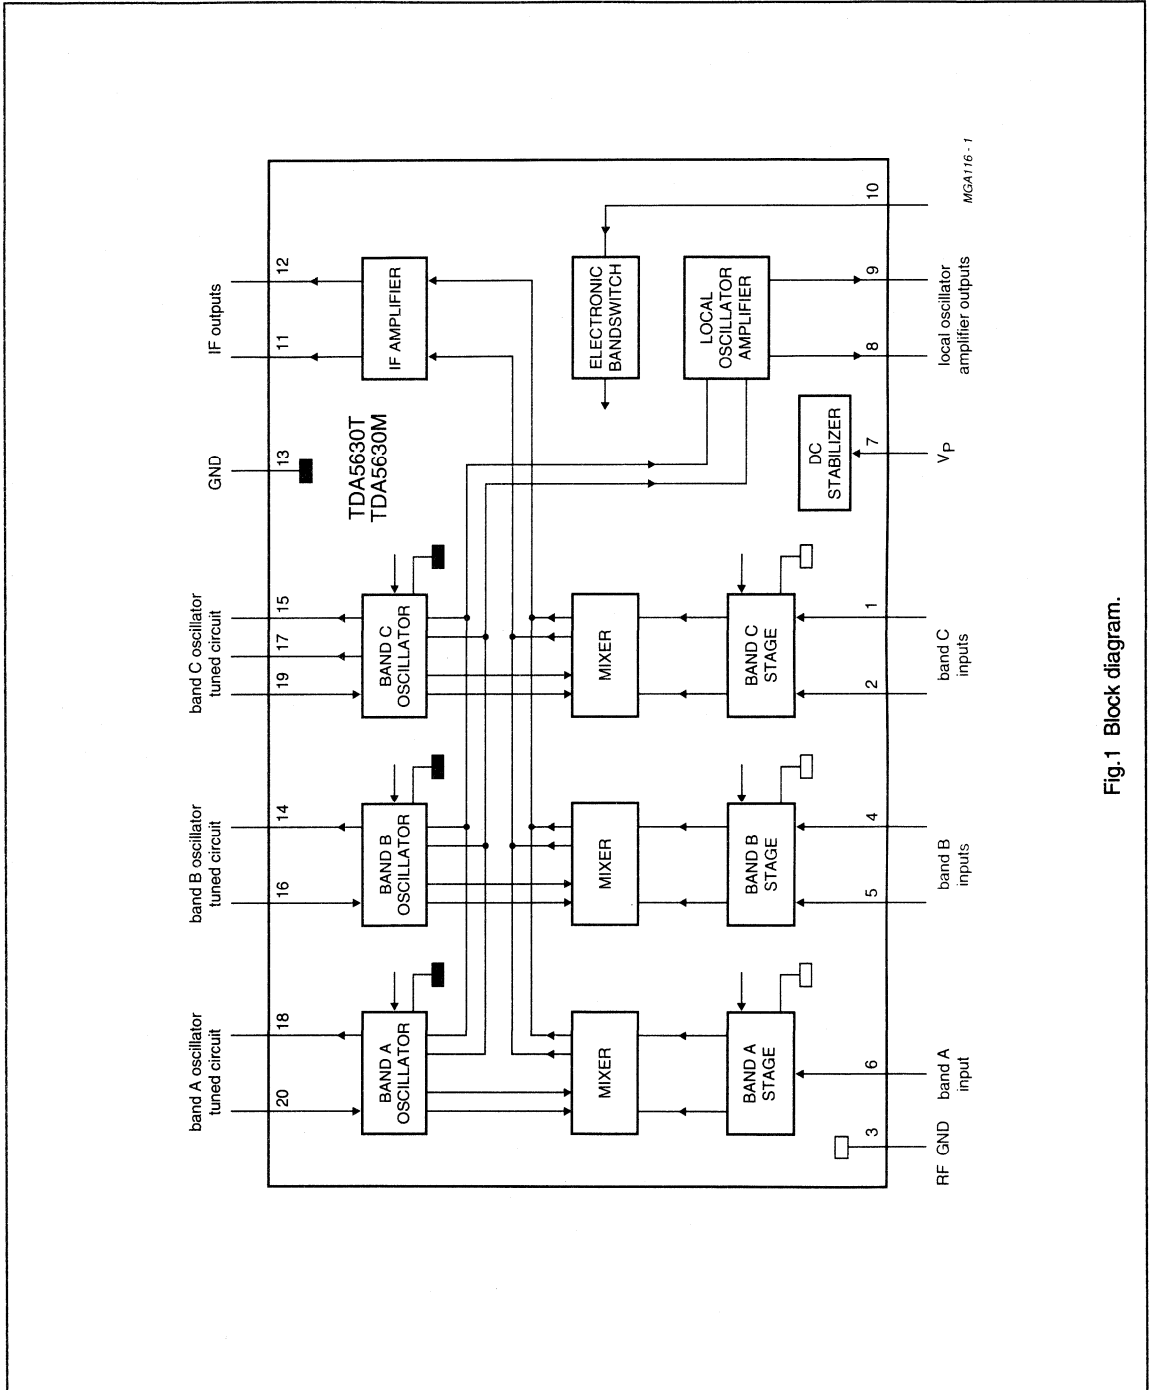 band A oscillator
tuned circuit
band B oscillator
tuned circuit
band C oscillator
tuned circuit
GND
IF outputs
20
18
16
14
19
17
15
13
11
12
TDA5630T
TDA5630M
BAND A
OSCILLATOR
BAND B
OSCILLATOR
BAND C
OSCILLATOR
IF AMPLIFIER
MIXER
MIXER
MIXER
ELECTRONIC
BANDSWITCH
LOCAL
OSCILLATOR
AMPLIFIER
BAND A
STAGE
BAND B
STAGE
BAND C
STAGE
DC
STABILIZER
3
6
5
4
2
1
7
8
9
10
RF GND
band A
input
band B
inputs
band C
inputs
VP
local oscillator
amplifier outputs
MGA116 - 1
Fig.1 Block diagram.